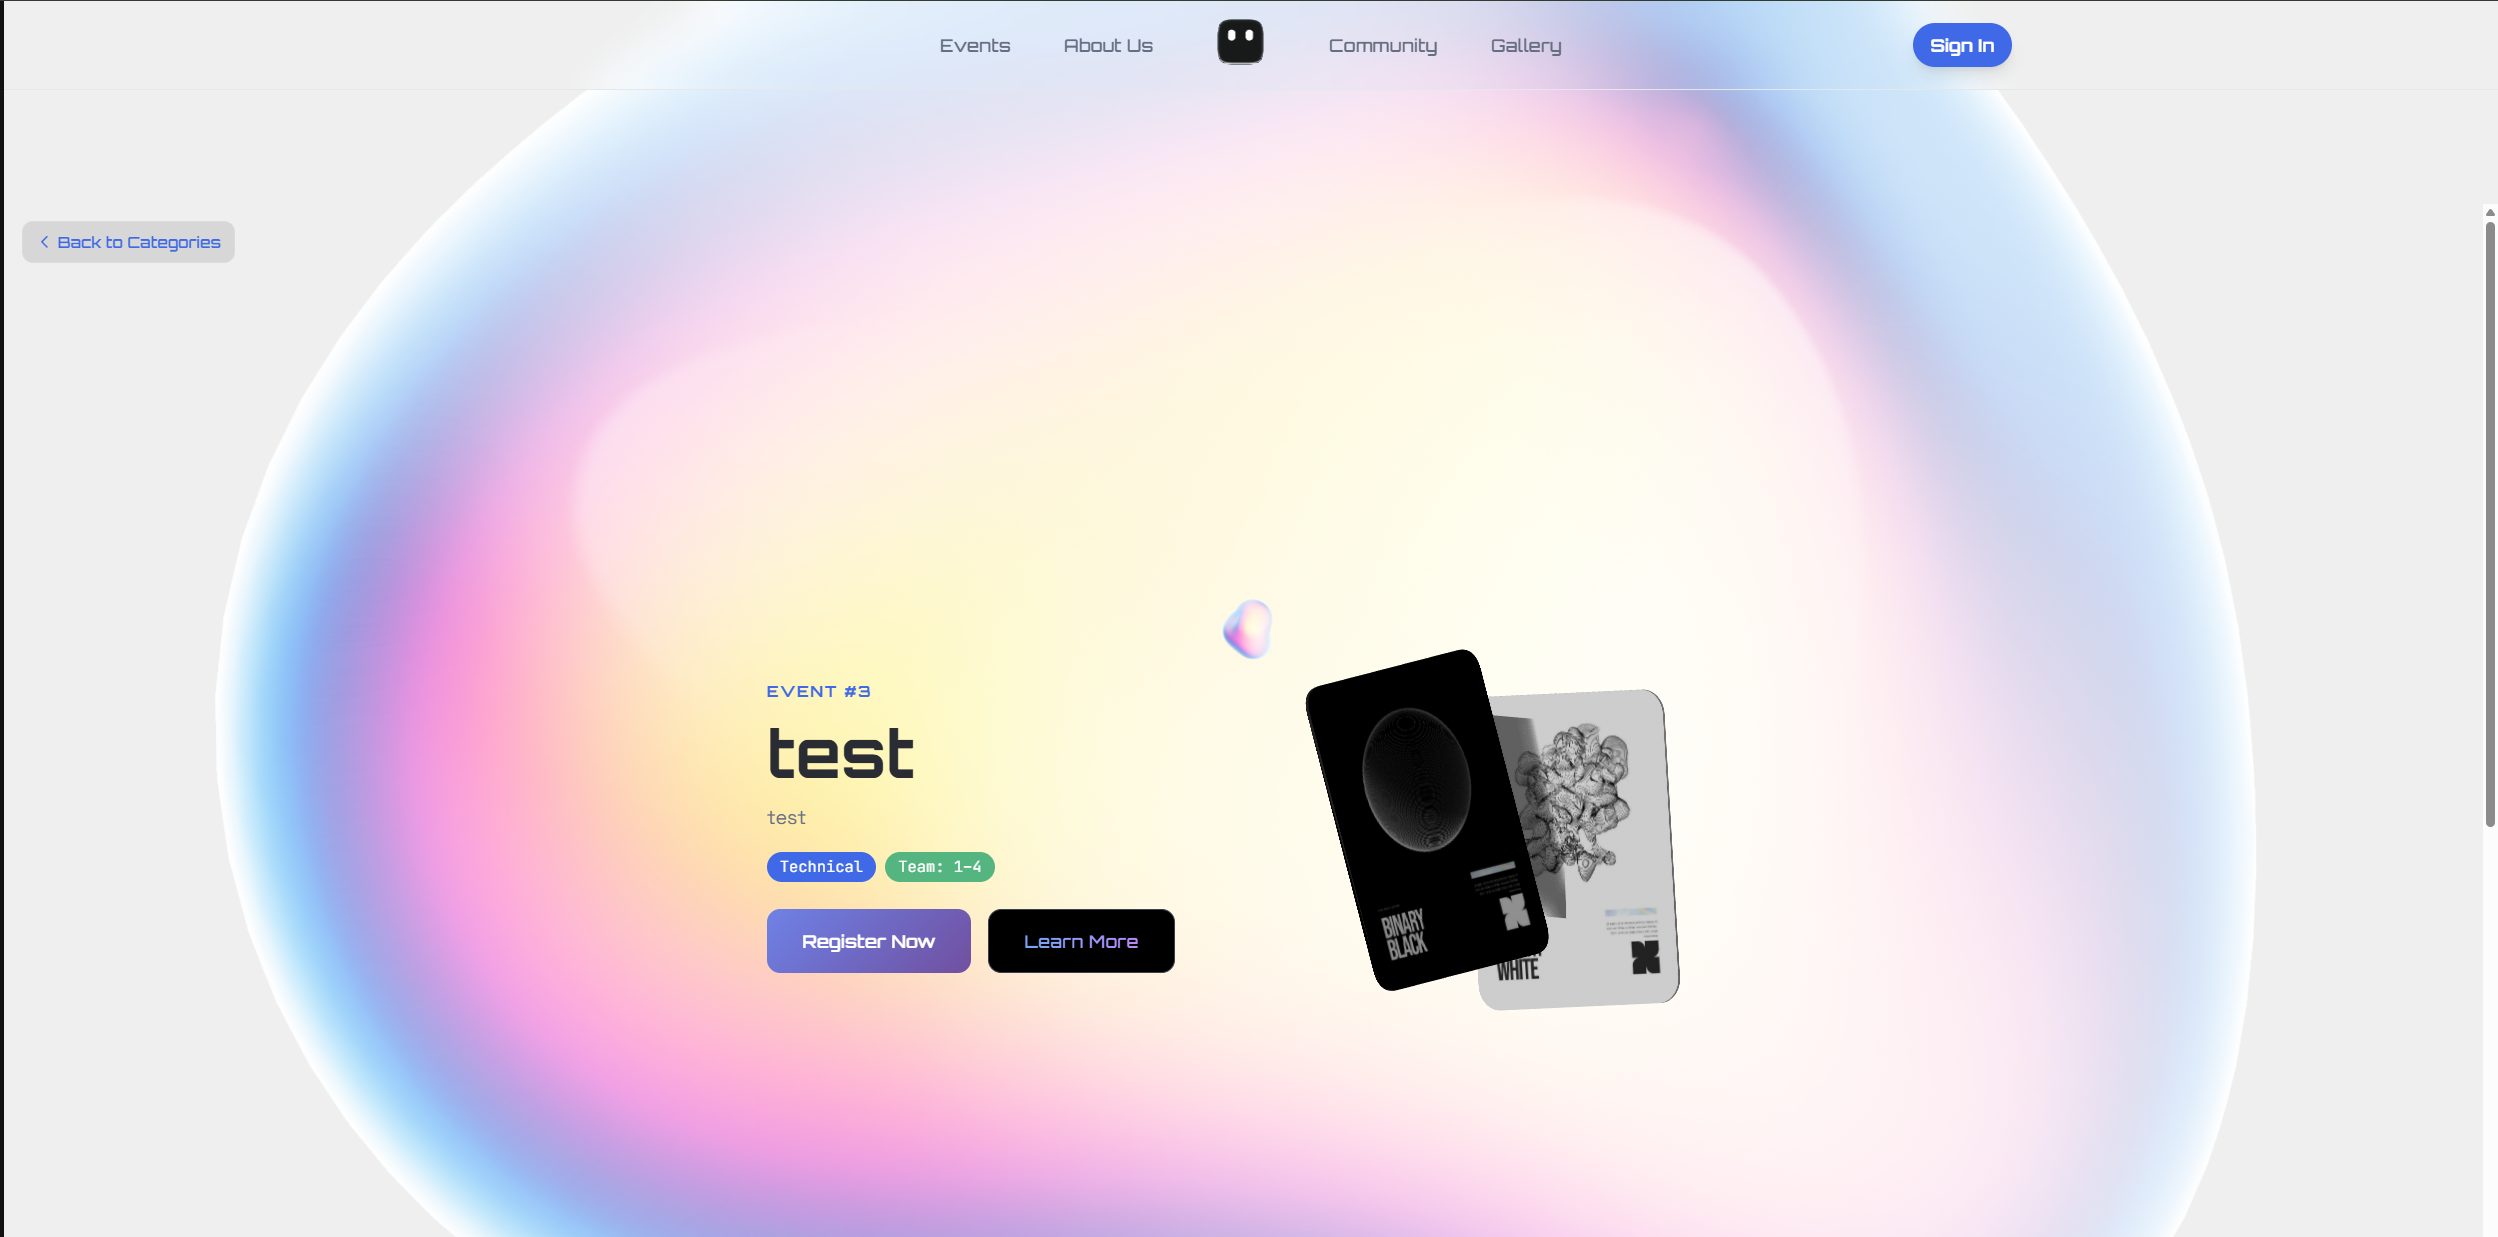 Events
About Us
Community
Gallery
Sign In
Back to Categories
EVENT #3
test
test
Technical
Team: 1–4
Register Now
Learn More
BINARY
BLACK
WHITE